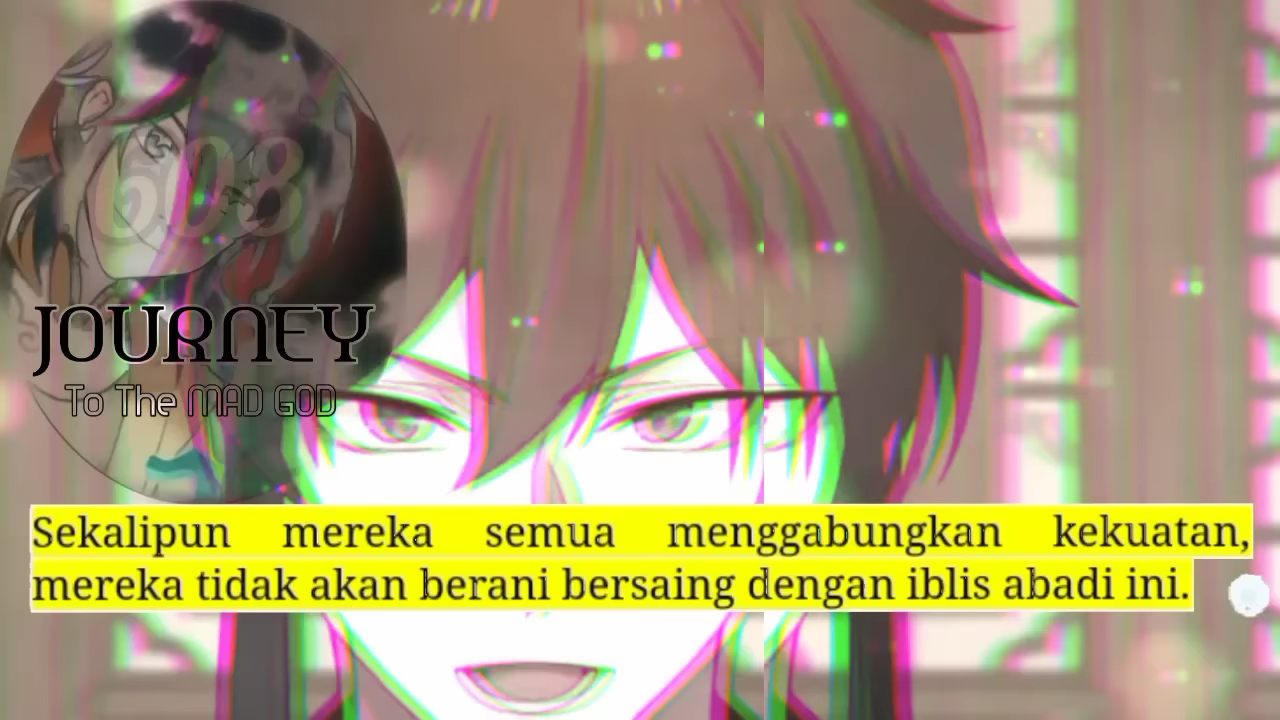 608
JOURNEY
To The MAD GOD
Sekalipun mereka semua menggabungkan kekuatan,
mereka tidak akan berani bersaing dengan iblis abadi ini.